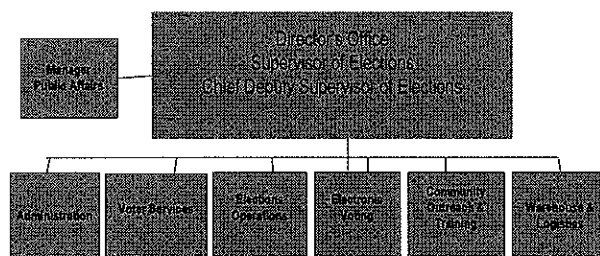 Director's Office
Supervisor of Elections
Chief Deputy Supervisor of Elections
Manager
Public Affairs
Administration
Voter Services
Elections
Operations
Electronic
Voting
Community
Outreach &
Training
Warehouse &
Logistics